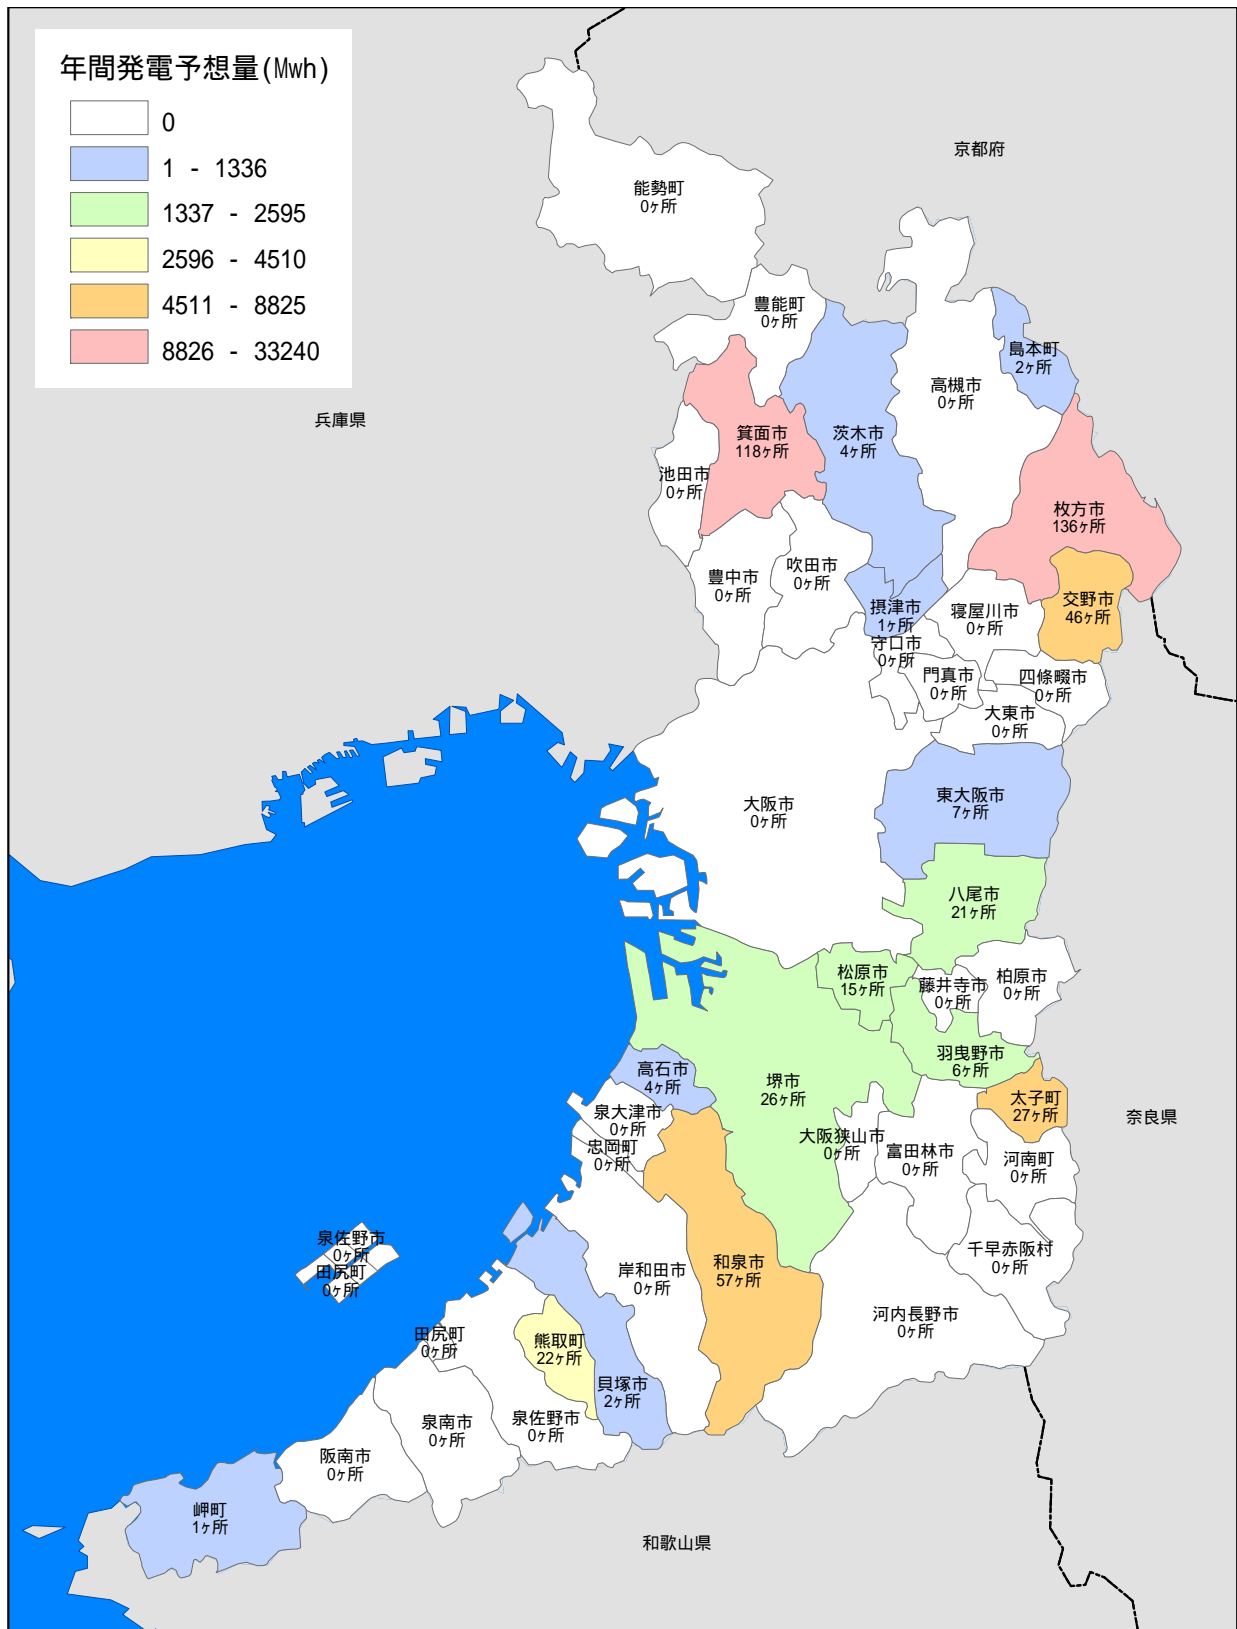 年間発電予想量(Mwh)
0
1 - 1336
1337 - 2595
2596 - 4510
4511 - 8825
8826 - 33240
京都府
能勢町
0ヶ所
豊能町
0ヶ所
島本町
2ヶ所
高槻市
0ヶ所
兵庫県
箕面市
118ヶ所
茨木市
4ヶ所
池田市
0ヶ所
枚方市
136ヶ所
吹田市
0ヶ所
豊中市
0ヶ所
交野市
46ヶ所
摂津市
1ヶ所
寝屋川市
0ヶ所
守口市
0ヶ所
門真市
0ヶ所
四條畷市
0ヶ所
大東市
0ヶ所
大阪市
0ヶ所
東大阪市
7ヶ所
八尾市
21ヶ所
松原市
15ヶ所
藤井寺市
0ヶ所
柏原市
0ヶ所
羽曳野市
6ヶ所
高石市
4ヶ所
堺市
26ヶ所
太子町
27ヶ所
奈良県
泉大津市
0ヶ所
忠岡町
0ヶ所
大阪狭山市
0ヶ所
富田林市
0ヶ所
河南町
0ヶ所
泉佐野市
0ヶ所
田尻町
0ヶ所
岸和田市
0ヶ所
和泉市
57ヶ所
千早赤阪村
0ヶ所
河内長野市
0ヶ所
田尻町
0ヶ所
熊取町
22ヶ所
貝塚市
2ヶ所
泉南市
0ヶ所
泉佐野市
0ヶ所
阪南市
0ヶ所
岬町
1ヶ所
和歌山県